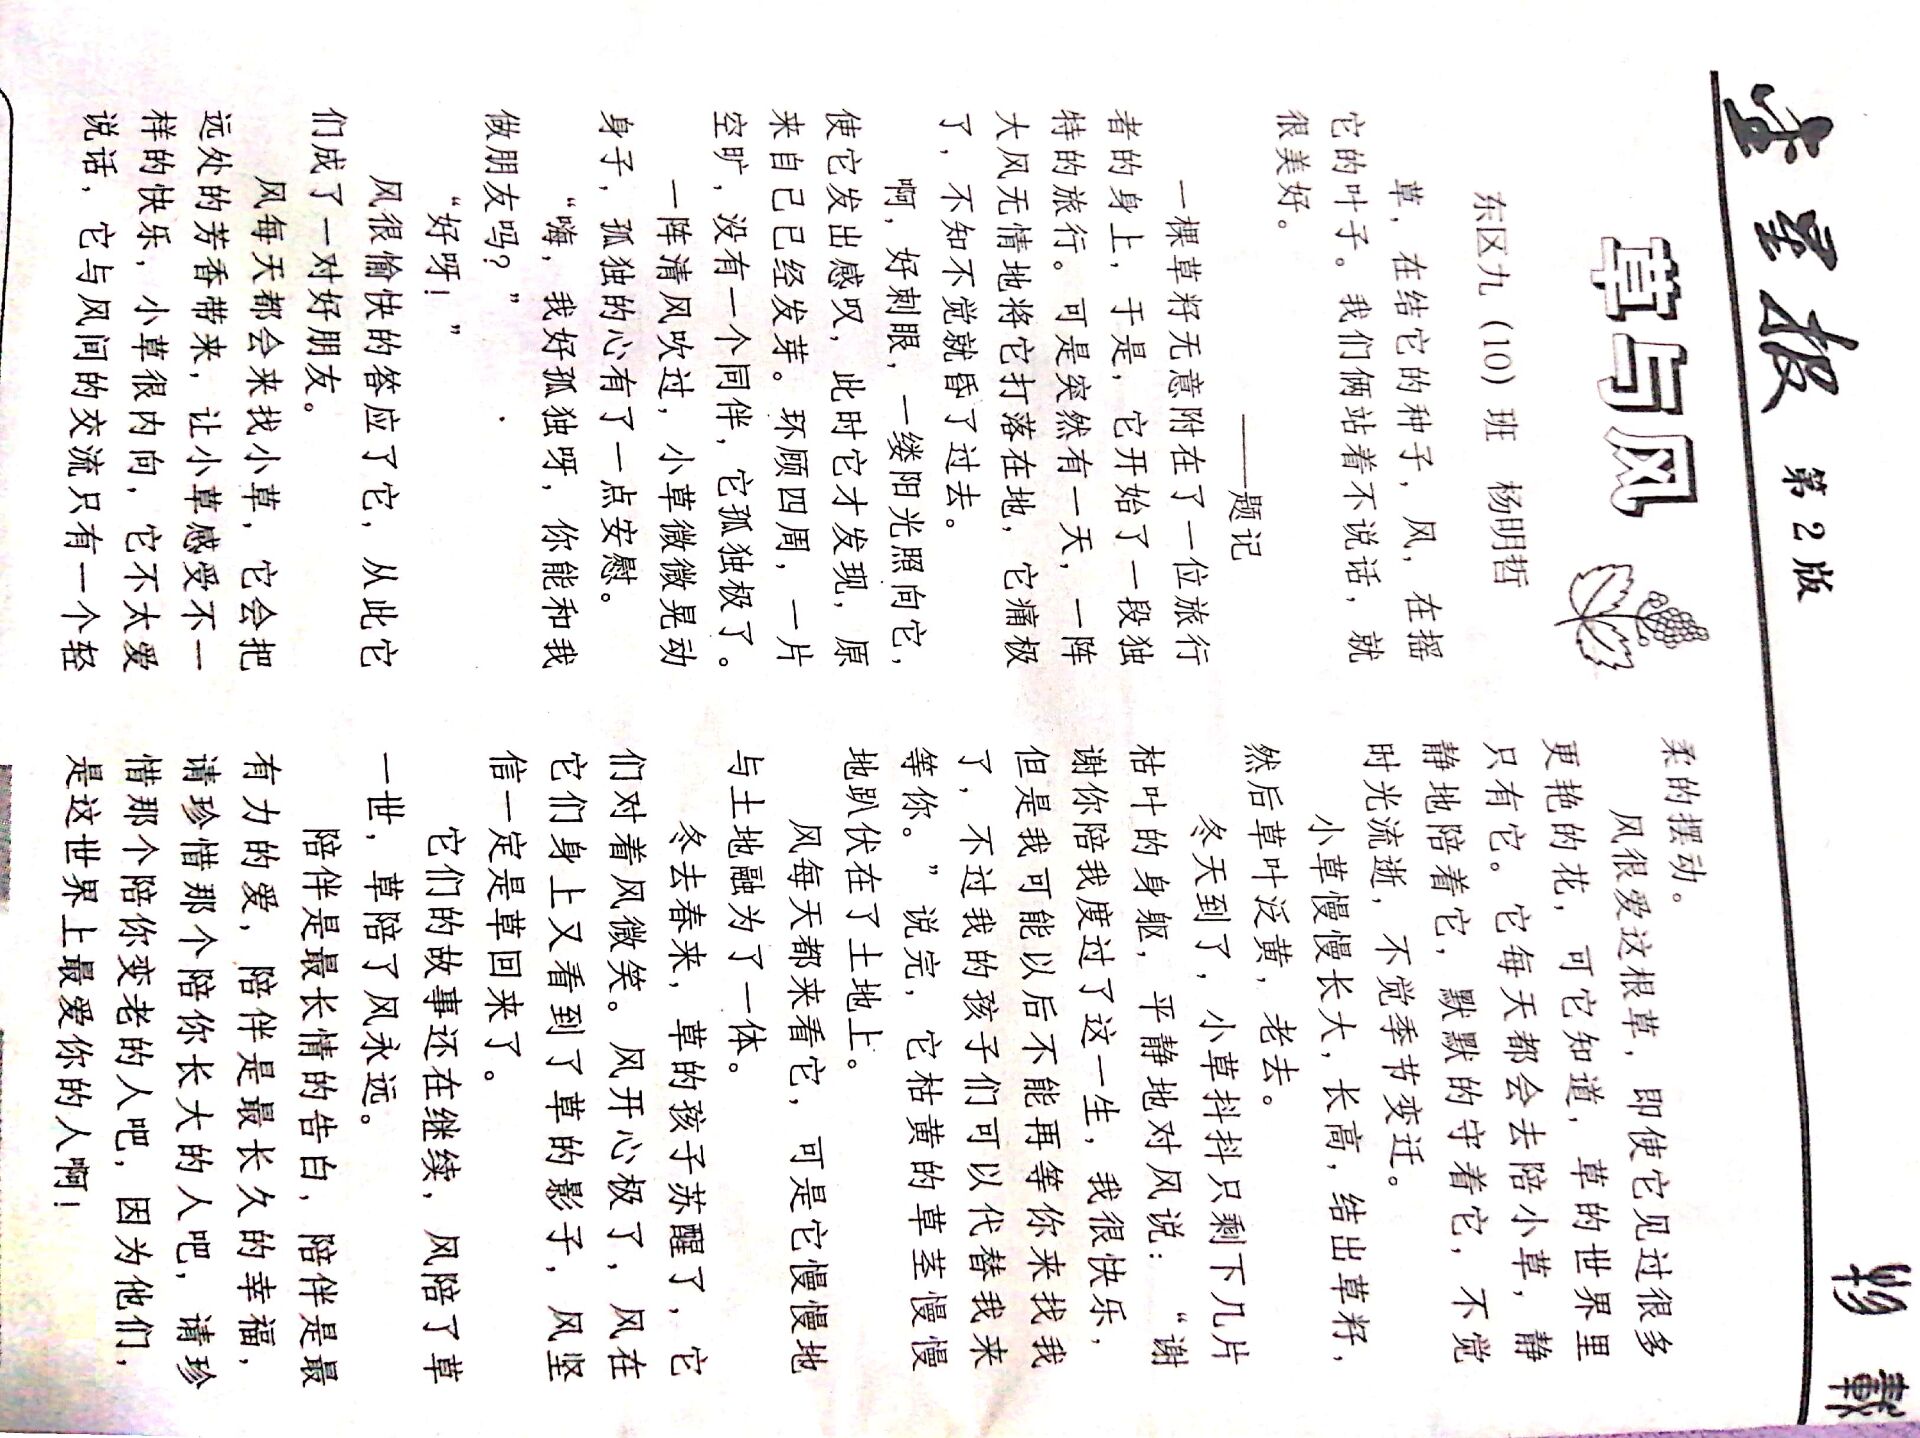 堂里报 第2版
草与风
东区九（10）班 杨明哲
草，在结它的种子，风，在摇
它的叶子。我们俩站着不说话，就
很美好。
——题记
一棵草籽无意附在了一位旅行
者的身上，于是，它开始了一段独
特的旅行。可是突然有一天，一阵
大风无情地将它打落在地，它痛极
了，不知不觉就昏了过去。
啊，好刺眼，一缕阳光照向它，
使它发出感叹，此时它才发现，原
来自己已经发芽。环顾四周，一片
空旷，没有一个同伴，它孤独极了。
一阵清风吹过，小草微微晃动
身子，孤独的心有了一点安慰。
“嗨，我好孤独呀，你能和我
做朋友吗？”
“好呀！”
风很愉快的答应了它，从此它
们成了一对好朋友。
风每天都会来找小草，它会把
远处的芳香带来，让小草感受不一
样的快乐，小草很内向，它不太爱
说话，它与风间的交流只有一个轻
柔的摆动。
风很爱这根草，即使它见过很多
更艳的花，可它知道，草的世界里
只有它。它每天都会去陪小草，静
静地陪着它，默默的守着它，不觉
时光流逝，不觉季节变迁。
小草慢慢长大，长高，结出草籽，
然后草叶泛黄，老去。
冬天到了，小草抖抖只剩下几片
枯叶的身躯，平静地对风说：“谢
谢你陪我度过了这一生，我很快乐，
但是我可能以后不能再等你来找我
了，不过我的孩子们可以代替我来
等你。”说完，它枯黄的草茎慢慢
地趴伏在了土地上。
风每天都来看它，可是它慢慢地
与土地融为了一体。
冬去春来，草的孩子苏醒了，它
们对着风微笑。风开心极了，风在
它们身上又看到了草的影子，风坚
信一定是草回来了。
它们的故事还在继续，风陪了草
一世，草陪了风永远。
陪伴是最长情的告白，陪伴是最
有力的爱，陪伴是最长久的幸福，
请珍惜那个陪你长大的人吧，请珍
惜那个陪你变老的人吧，因为他们，
是这世界上最爱你的人啊！